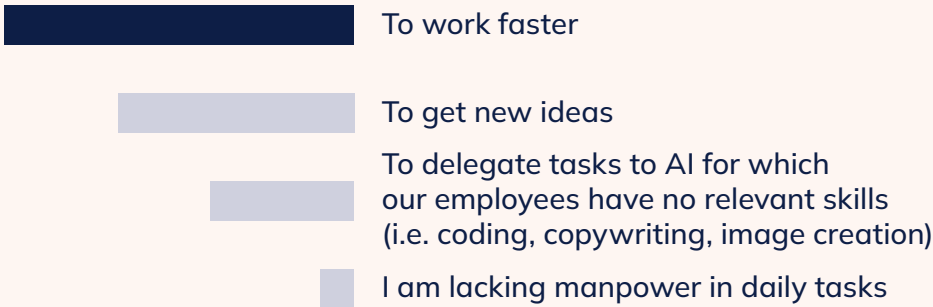 To work faster
To get new ideas
To delegate tasks to AI for which
our employees have no relevant skills
(i.e. coding, copywriting, image creation)
I am lacking manpower in daily tasks